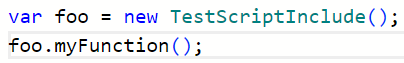 var foo = new TestScriptInclude();
foo.myFunction();